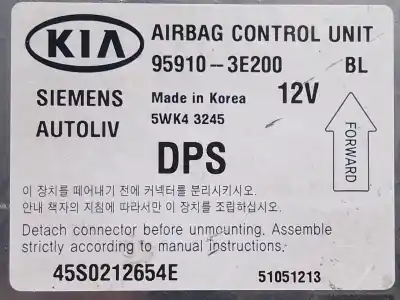 KIA
AIRBAG CONTROL UNIT
95910-3E200 BL
SIEMENS
AUTOLIV
Made in Korea
5WK4 3245
12V
FORWARD
DPS
이 장치를 떼어내기 전에 커넥터를 분리시키시오.
안내 책자의 지침에 따라서만 이 장치를 조립하십시오.
Detach connector before unmounting. Assemble
strictly according to manual Instructions.
45S0212654E 51051213